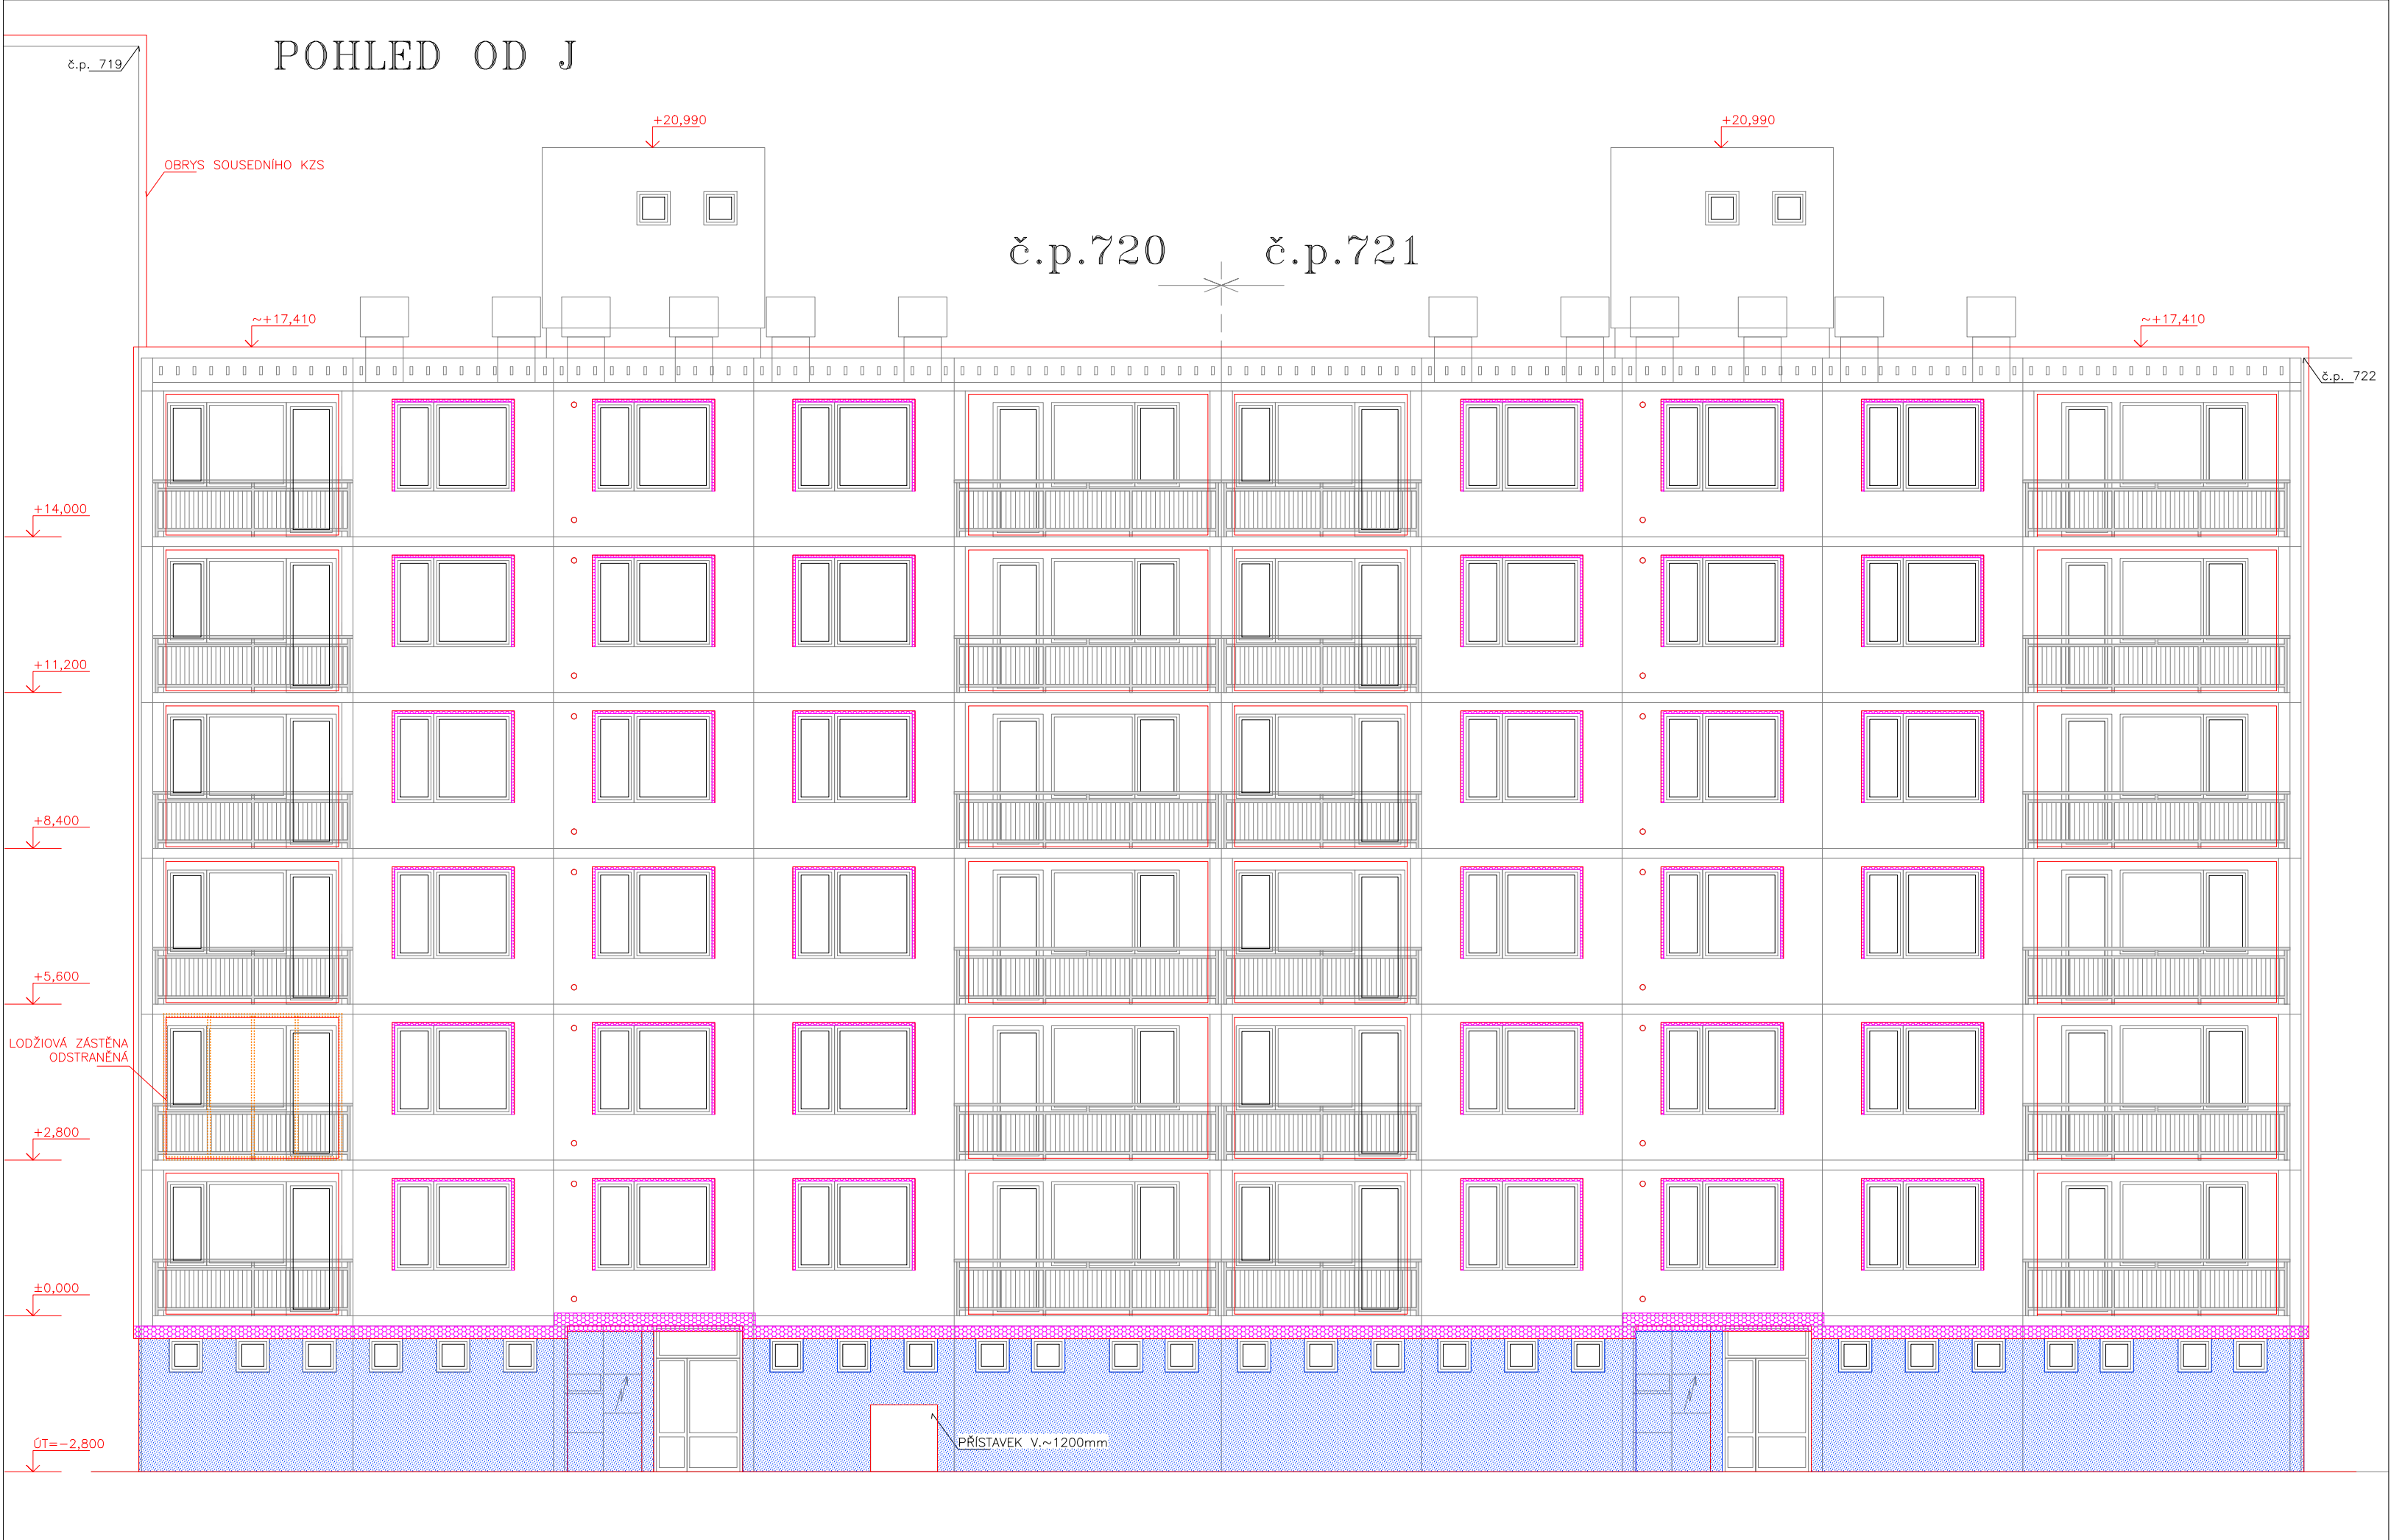 POHLED OD J
č.p. 719
+20,990
+20,990
OBRYS SOUSEDNÍHO KZS
č.p.720
č.p.721
~+17,410
~+17,410
č.p. 722
+14,000
+11,200
+8,400
+5,600
LODŽIOVÁ ZÁSTĚNA
ODSTRANĚNÁ
+2,800
±0,000
ÚT=-2,800
PŘÍSTAVEK V.~1200mm